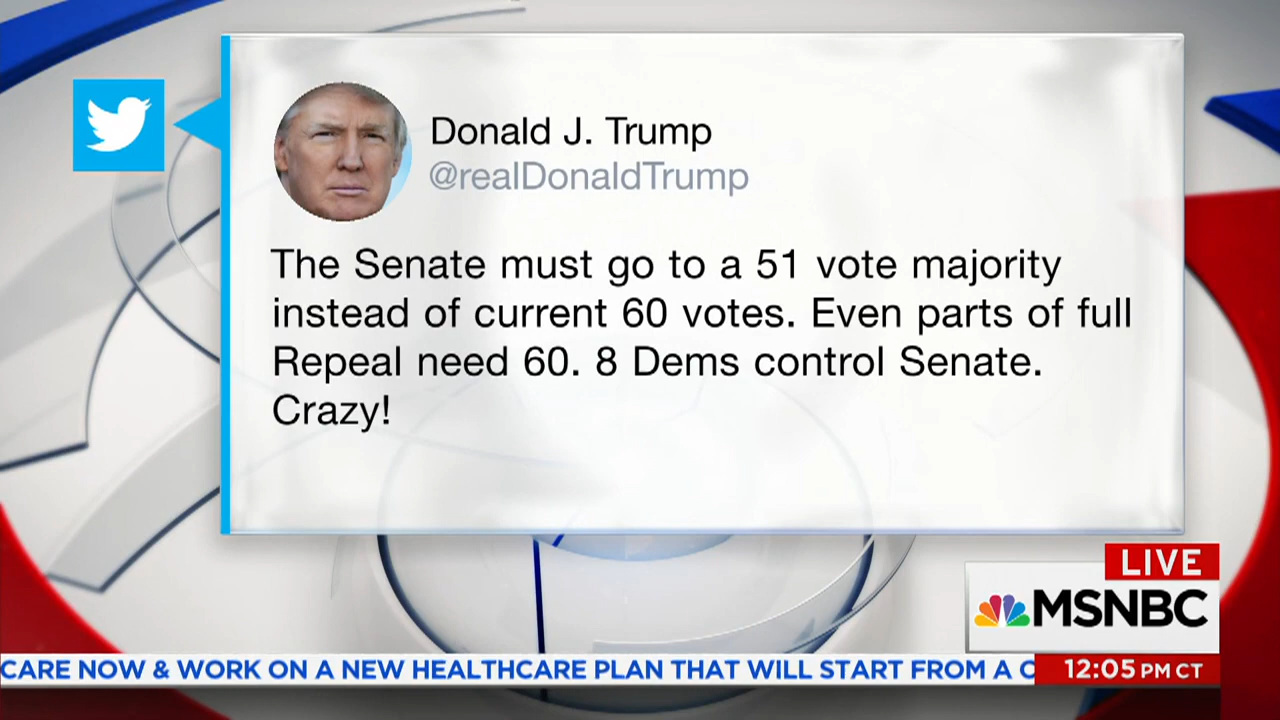 Donald J. Trump
@realDonaldTrump
The Senate must go to a 51 vote majority
instead of current 60 votes. Even parts of full
Repeal need 60. 8 Dems control Senate.
Crazy!
LIVE
MSNBC
CARE NOW & WORK ON A NEW HEALTHCARE PLAN THAT WILL START FROM A C
12:05 PM CT